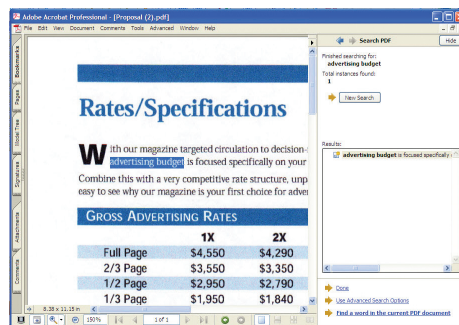 Adobe Acrobat Professional - [Proposal (2).pdf]
File Edit View Document Comments Tools Advanced Window Help
Search PDF
Hide
Finished searching for:
advertising budget
Total instances found:
1
New Search
Results:
advertising budget is focused specifically
Done
Use Advanced Search Options
Find a word in the current PDF document
Bookmarks
Pages
Model Tree
Signatures
Attachments
Comments
Rates/Specifications
With our magazine targeted circulation to decision-
advertising budget is focused specifically on your
Combine this with a very competitive rate structure, unp
easy to see why our magazine is your first choice for adver
GROSS ADVERTISING RATES
1X 2X
Full Page $4,550 $4,290
2/3 Page $3,550 $3,350
1/2 Page $2,950 $2,790
1/3 Page $1,950 $1,840
8.38 x 11.15 in
150%
1 of 1